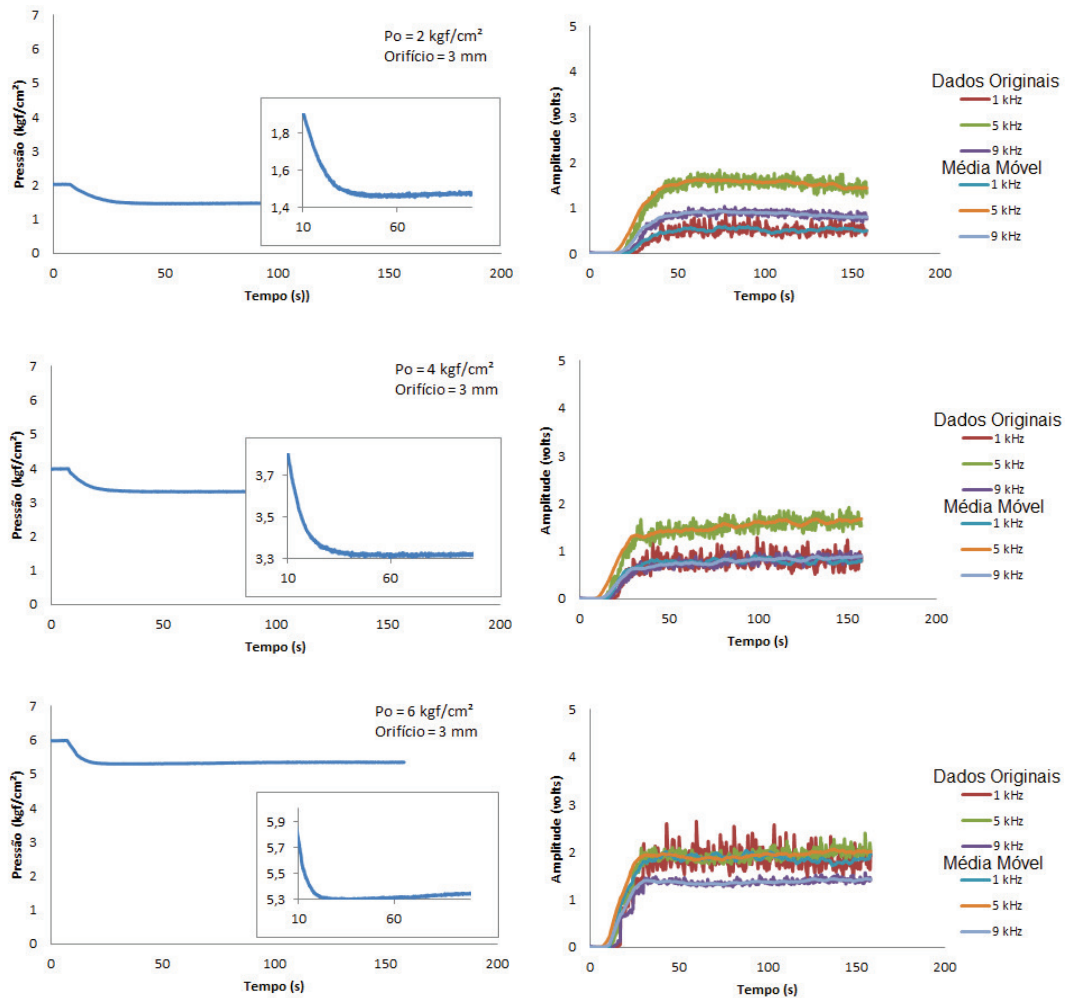 Po = 2 kgf/cm²
Orifício = 3 mm
Pressão (kgf/cm²)
7
6
5
4
3
2
1
0
0 50 100 150 200
Tempo (s))
1,8
1,6
1,4
10 60
Amplitude (volts)
5
4
3
2
1
0
0 50 100 150 200
Tempo (s)
Dados Originais
1 kHz
5 kHz
9 kHz
Média Móvel
1 kHz
5 kHz
9 kHz
Po = 4 kgf/cm²
Orifício = 3 mm
Pressão (kgf/cm²)
7
6
5
4
3
2
1
0
0 50 100 150 200
Tempo (s)
3,7
3,5
3,3
10 60
Amplitude (volts)
5
4
3
2
1
0
0 50 100 150 200
Tempo (s)
Dados Originais
1 kHz
5 kHz
9 kHz
Média Móvel
1 kHz
5 kHz
9 kHz
Po = 6 kgf/cm²
Orifício = 3 mm
Pressão (kgf/cm²)
7
6
5
4
3
2
1
0
0 50 100 150 200
Tempo (s)
5,9
5,7
5,5
5,3
10 60
Amplitude (volts)
5
4
3
2
1
0
0 50 100 150 200
Tempo (s)
Dados Originais
1 kHz
5 kHz
9 kHz
Média Móvel
1 kHz
5 kHz
9 kHz